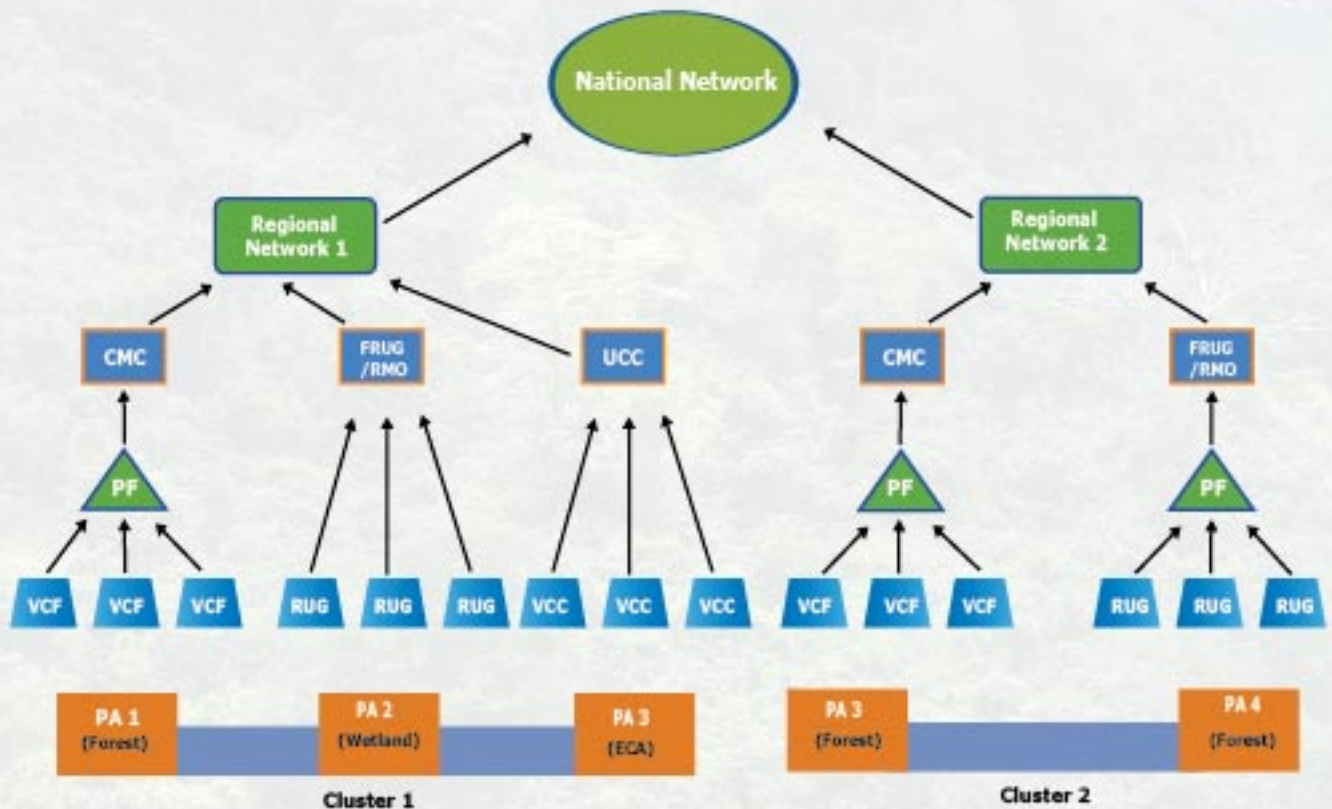 National Network
Regional
Network 1
Regional
Network 2
CMC
FRUG
/RMO
UCC
CMC
FRUG
/RMO
PF
PF
PF
VCF
VCF
VCF
RUG
RUG
RUG
VCC
VCC
VCC
VCF
VCF
VCF
RUG
RUG
RUG
PA 1
(Forest)
PA 2
(Wetland)
PA 3
(ECA)
PA 3
(Forest)
PA 4
(Forest)
Cluster 1
Cluster 2